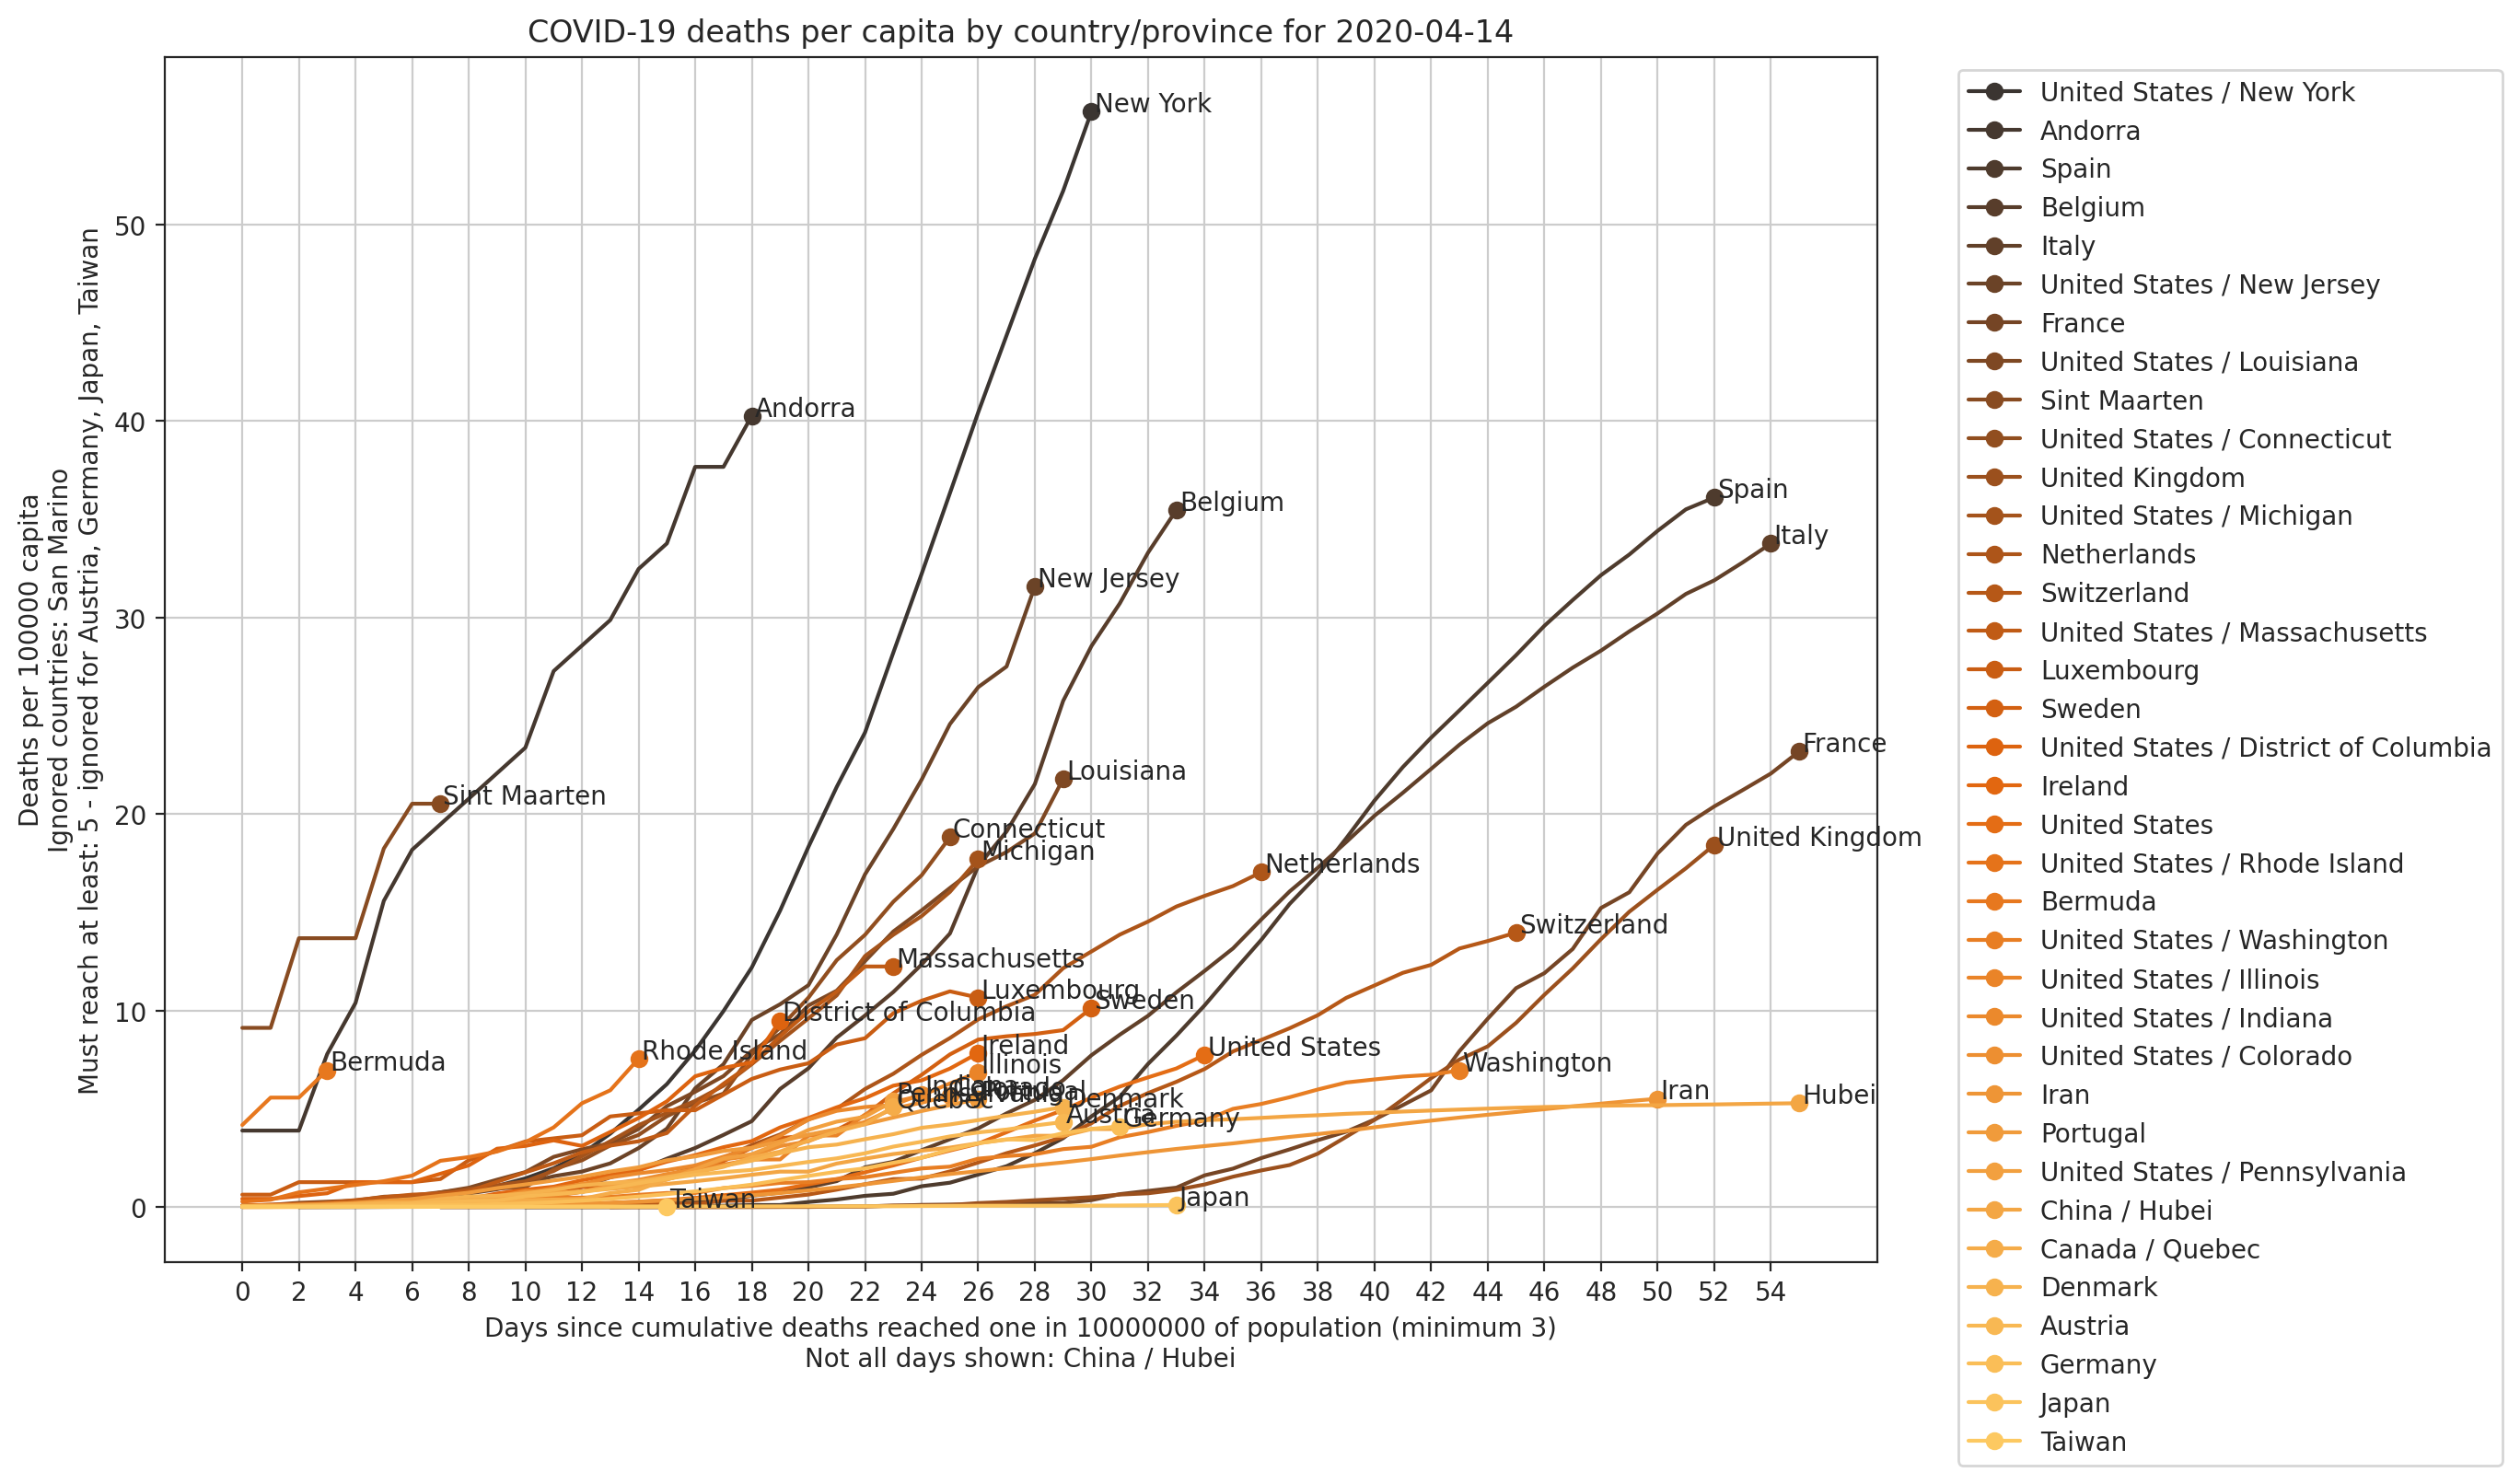 COVID-19 deaths per capita by country/province for 2020-04-14
Deaths per 100000 capita
Ignored countries: San Marino
Must reach at least: 5 - ignored for Austria, Germany, Japan, Taiwan
50
40
30
20
10
0
New York
Andorra
Spain
Belgium
Italy
New Jersey
France
Louisiana
Sint Maarten
Connecticut
United Kingdom
Michigan
Netherlands
Switzerland
Massachusetts
Luxembourg
Sweden
District of Columbia
Ireland
United States
Rhode Island
Bermuda
Washington
Illinois
Indiana
Colorado
Iran
Portugal
Pennsylvania
Hubei
Quebec
Denmark
Austria
Germany
Japan
Taiwan
0 2 4 6 8 10 12 14 16 18 20 22 24 26 28 30 32 34 36 38 40 42 44 46 48 50 52 54
Days since cumulative deaths reached one in 10000000 of population (minimum 3)
Not all days shown: China / Hubei
United States / New York
Andorra
Spain
Belgium
Italy
United States / New Jersey
France
United States / Louisiana
Sint Maarten
United States / Connecticut
United Kingdom
United States / Michigan
Netherlands
Switzerland
United States / Massachusetts
Luxembourg
Sweden
United States / District of Columbia
Ireland
United States
United States / Rhode Island
Bermuda
United States / Washington
United States / Illinois
United States / Indiana
United States / Colorado
Iran
Portugal
United States / Pennsylvania
China / Hubei
Canada / Quebec
Denmark
Austria
Germany
Japan
Taiwan